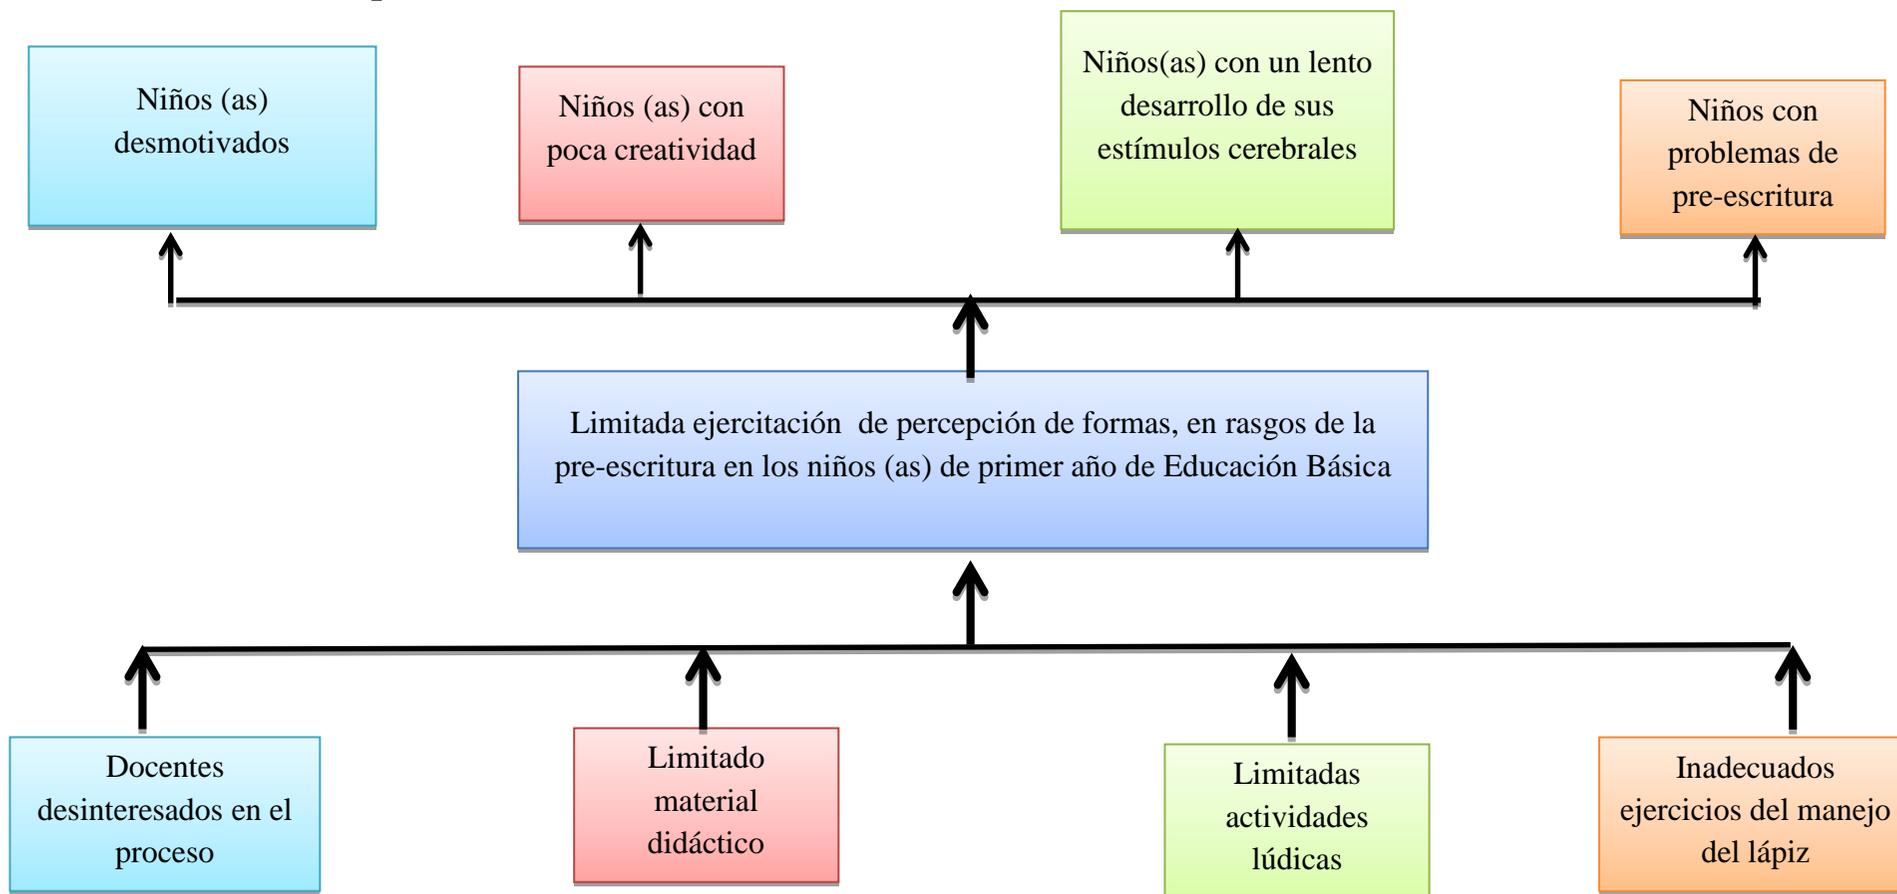 Niños (as)
desmotivados
Niños (as) con
poca creatividad
Niños(as) con un lento
desarrollo de sus
estímulos cerebrales
Niños con
problemas de
pre-escritura
Limitada ejercitación  de percepción de formas, en rasgos de la
pre-escritura en los niños (as) de primer año de Educación Básica
Docentes
desinteresados en el
proceso
Limitado
material
didáctico
Limitadas
actividades
lúdicas
Inadecuados
ejercicios del manejo
del lápiz